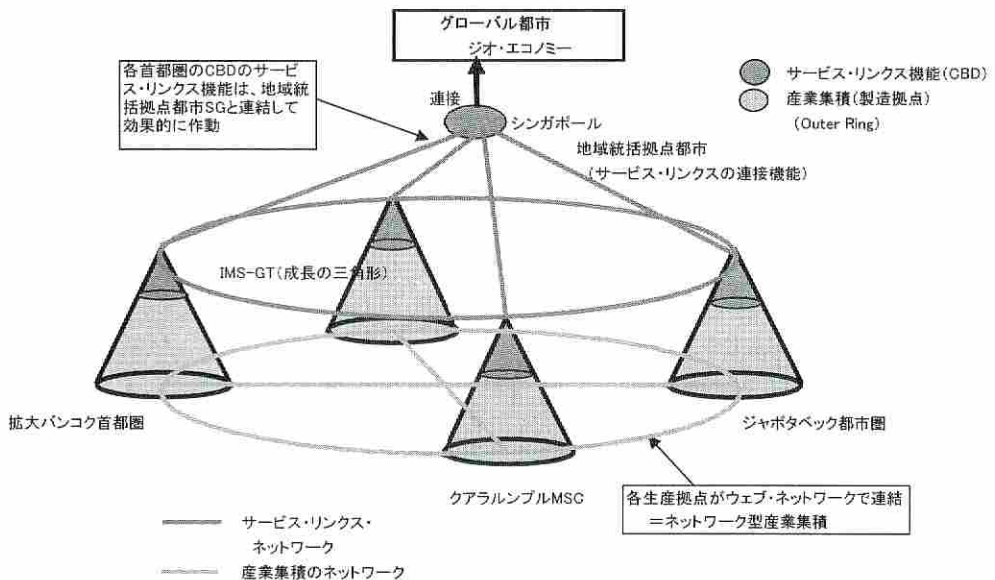 グローバル都市
ジオ・エコノミー
各首都圏のCBDのサービ
ス・リンクス機能は、地域統
括拠点都市SGと連結して
効果的に作動
連接
シンガポール
サービス・リンクス機能(CBD)
産業集積(製造拠点)
(Outer Ring)
地域統括拠点都市
(サービス・リンクスの連接機能)
IMS-GT(成長の三角形)
拡大バンコク首都圏
ジャボタベック都市圏
クアラルンプルMSC
各生産拠点がウェブ・ネットワークで連結
=ネットワーク型産業集積
サービス・リンクス・
ネットワーク
産業集積のネットワーク